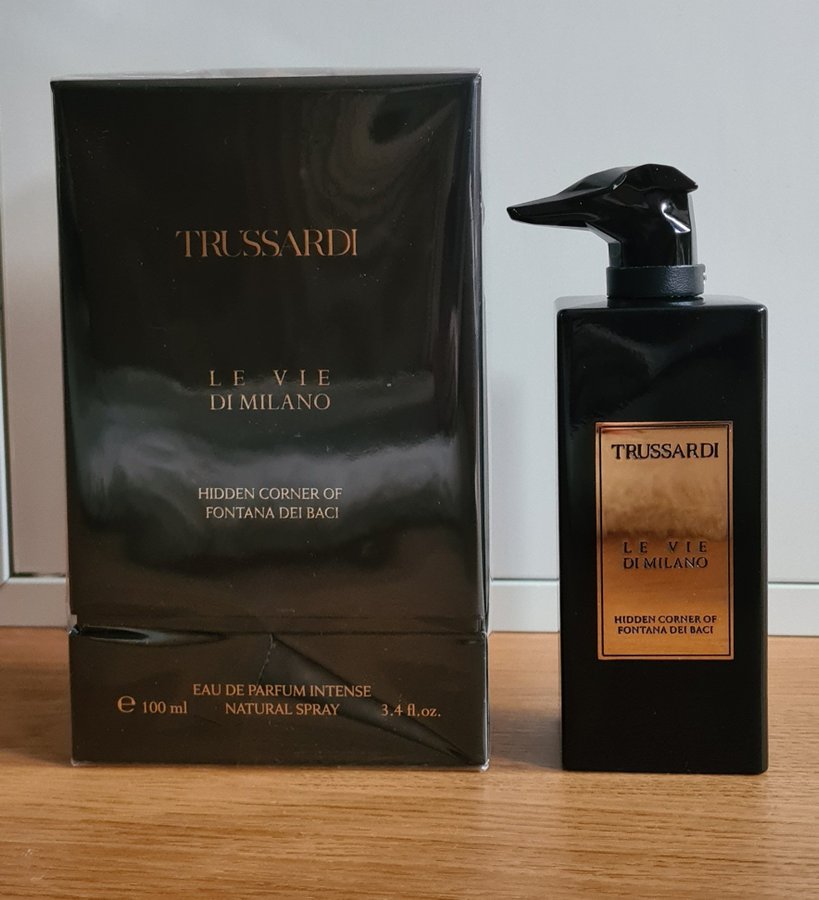 TRUSSARDI
LE VIE
DI MILANO
HIDDEN CORNER OF
FONTANA DEI BACI
EAU DE PARFUM INTENSE
℮ 100 ml NATURAL SPRAY 3.4 fl.oz.
TRUSSARDI
LE VIE
DI MILANO
HIDDEN CORNER OF
FONTANA DEI BACI